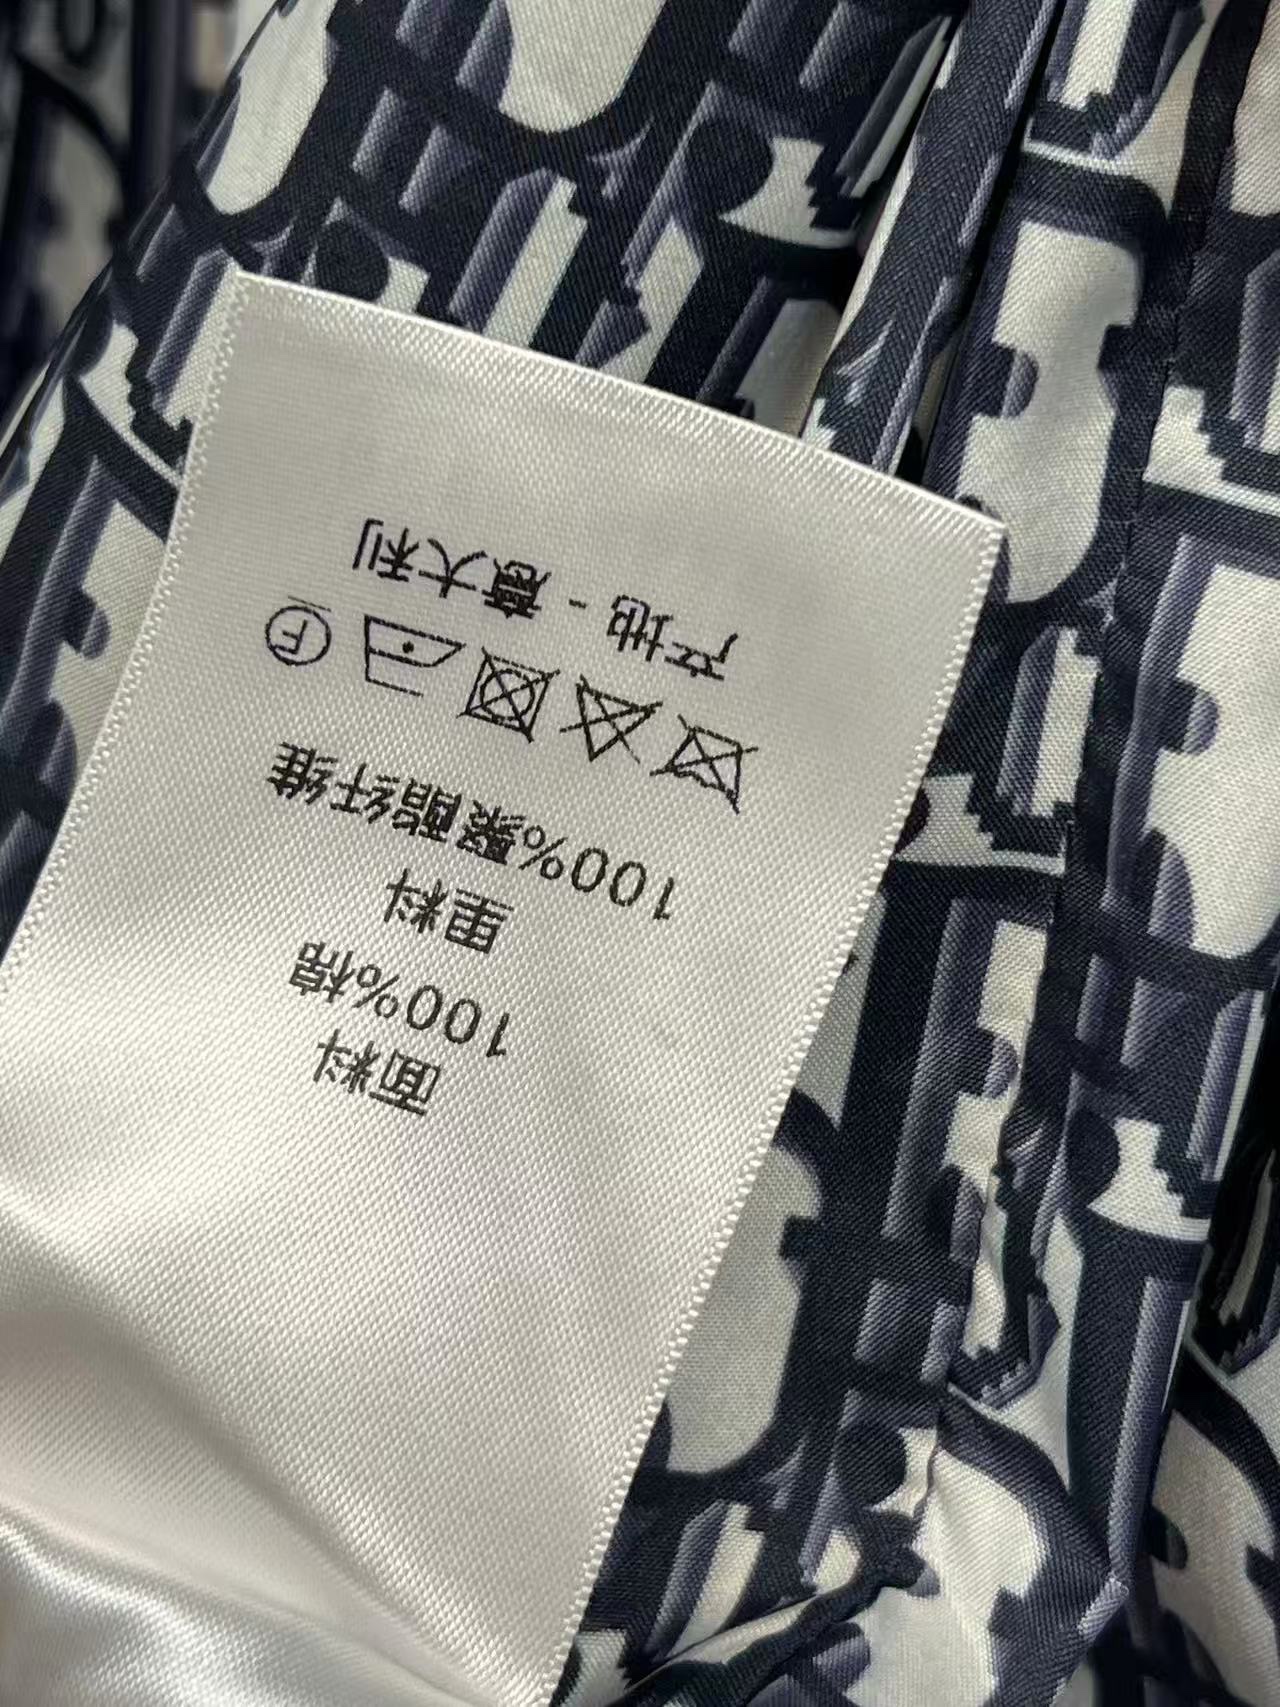 面料
100%棉
里料
100%聚酯纤维
F
产地 - 意大利